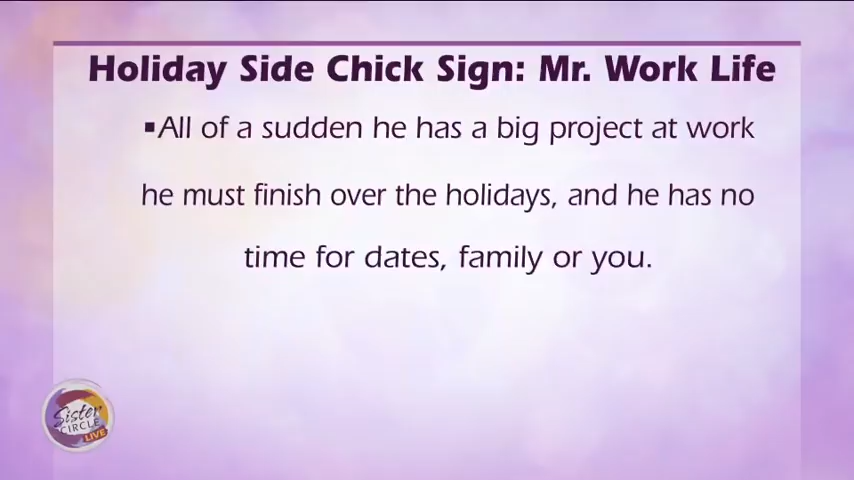 Holiday Side Chick Sign: Mr. Work Life
▪All of a sudden he has a big project at work
he must finish over the holidays, and he has no
time for dates, family or you.
Sister
CIRCLE
LIVE